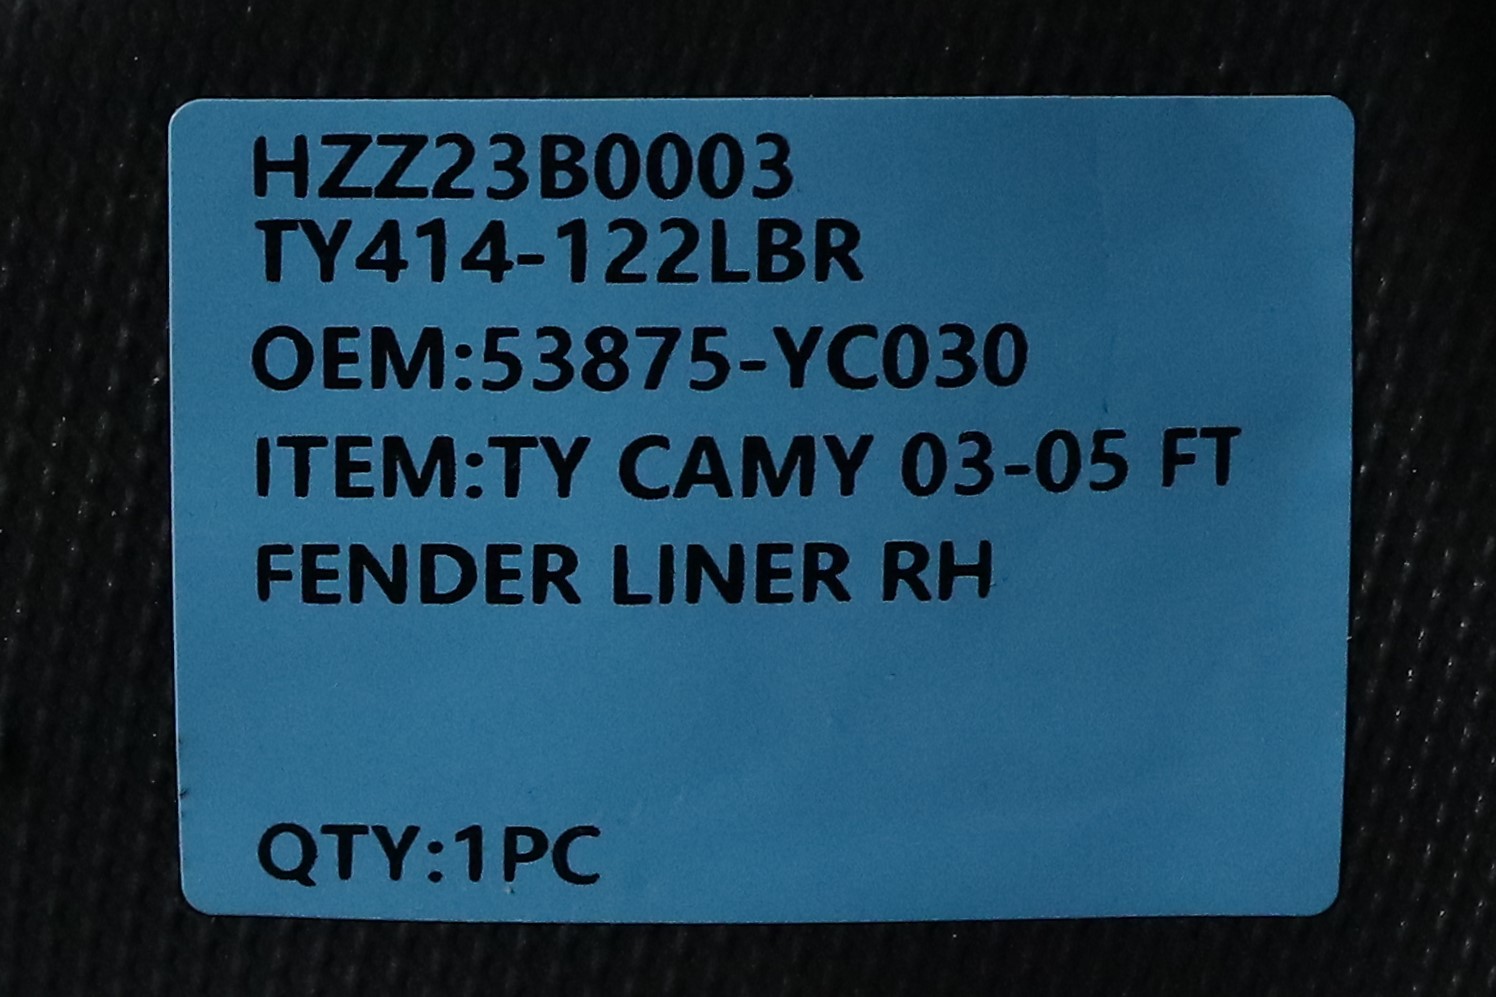 HZZ23B0003
TY414-122LBR
OEM:53875-YC030
ITEM:TY CAMY 03-05 FT
FENDER LINER RH
QTY:1PC